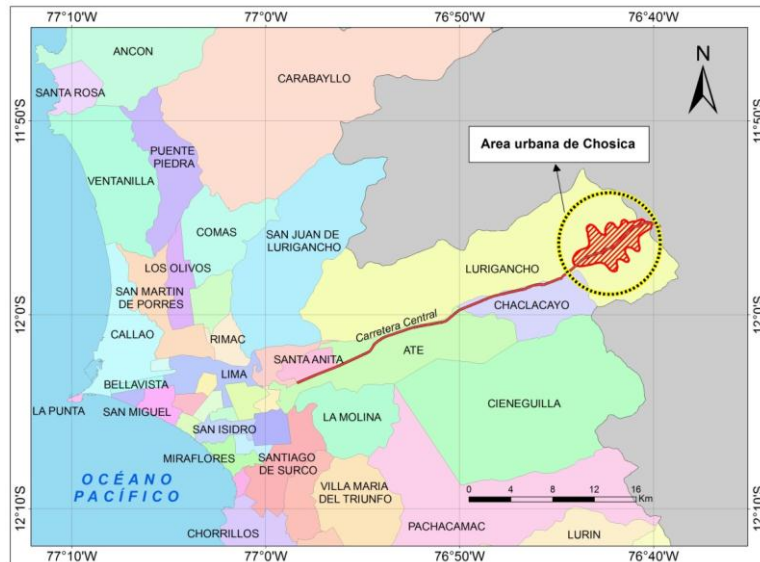 77°10'W 77°0'W 76°50'W 76°40'W
ANCON
SANTA ROSA
CARABAYLLO
N
11°50'S 11°50'S
PUENTE
PIEDRA
Area urbana de Chosica
VENTANILLA
COMAS
SAN JUAN DE
LURIGANCHO
LOS OLIVOS
LURIGANCHO
SAN MARTIN
DE PORRES
CHACLACAYO
12°0'S 12°0'S
CALLAO
RIMAC
Carretera Central
SANTA ANITA
ATE
LIMA
BELLAVISTA
LA PUNTA
SAN MIGUEL
LA MOLINA
CIENEGUILLA
SAN ISIDRO
MIRAFLORES
SANTIAGO
DE SURCO
OCÉANO
PACÍFICO
VILLA MARIA
DEL TRIUNFO
0 4 8 12 16
Km
12°10'S 12°10'S
CHORRILLOS
PACHACAMAC
LURIN
77°10'W 77°0'W 76°50'W 76°40'W